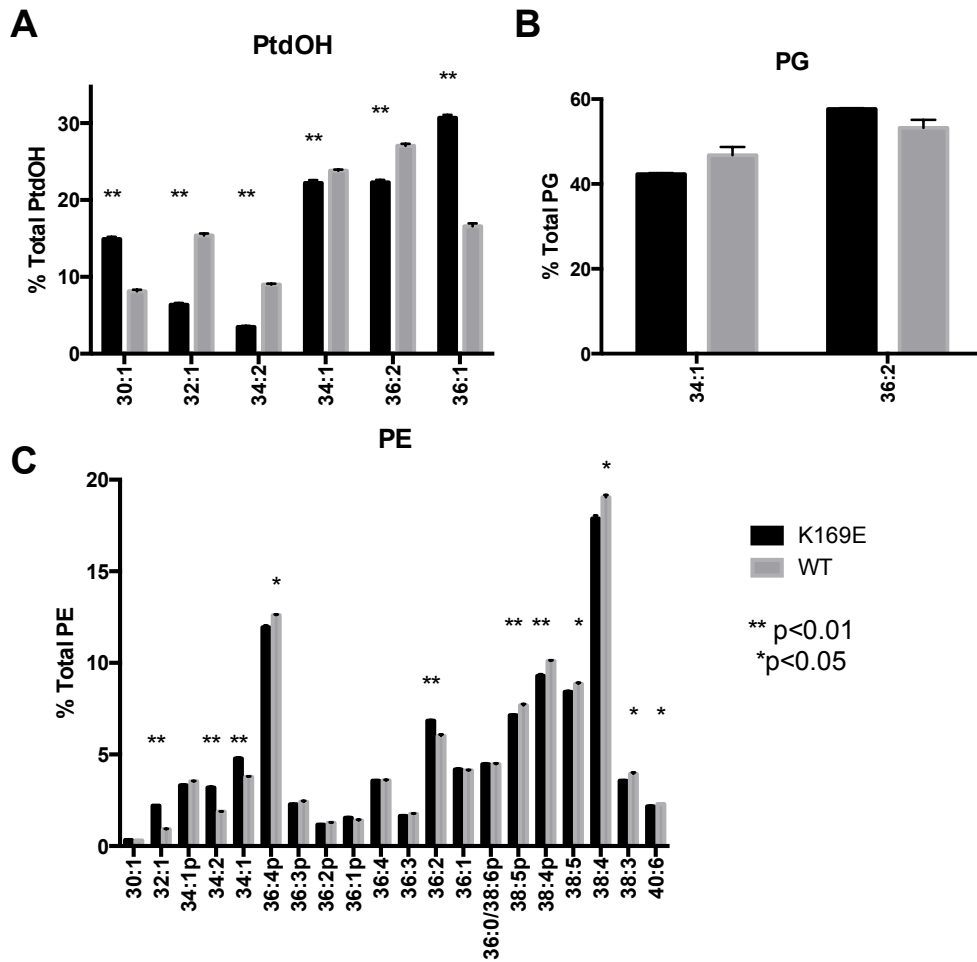 A
PtdOH
% Total PtdOH
30
20
10
0
** ** ** ** ** **
30:1 32:1 34:2 34:1 36:2 36:1
B
PG
% Total PG
60
40
20
0
34:1 36:2
C
PE
% Total PE
20
15
10
5
0
** ** ** * ** ** ** * * * *
30:1 32:1 34:1p 34:2 34:1 36:4p 36:3p 36:2p 36:1p 36:4 36:3 36:2 36:1 36:0/38:6p 38:5p 38:4p 38:5 38:4 38:3 40:6
K169E
WT
** p<0.01
*p<0.05